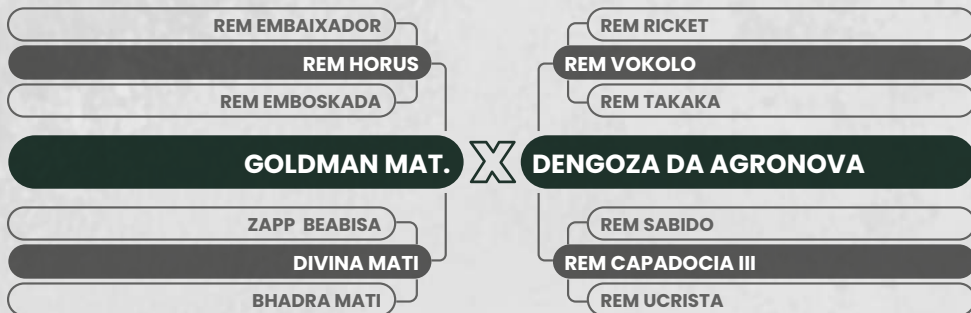 REM EMBAIXADOR
REM HORUS
REM EMBOSKADA
GOLDMAN MAT.
ZAPP BEABISA
DIVINA MATI
BHADRA MATI
X
REM RICKET
REM VOKOLO
REM TAKAKA
DENGOZA DA AGRONOVA
REM SABIDO
REM CAPADOCIA III
REM UCRISTA